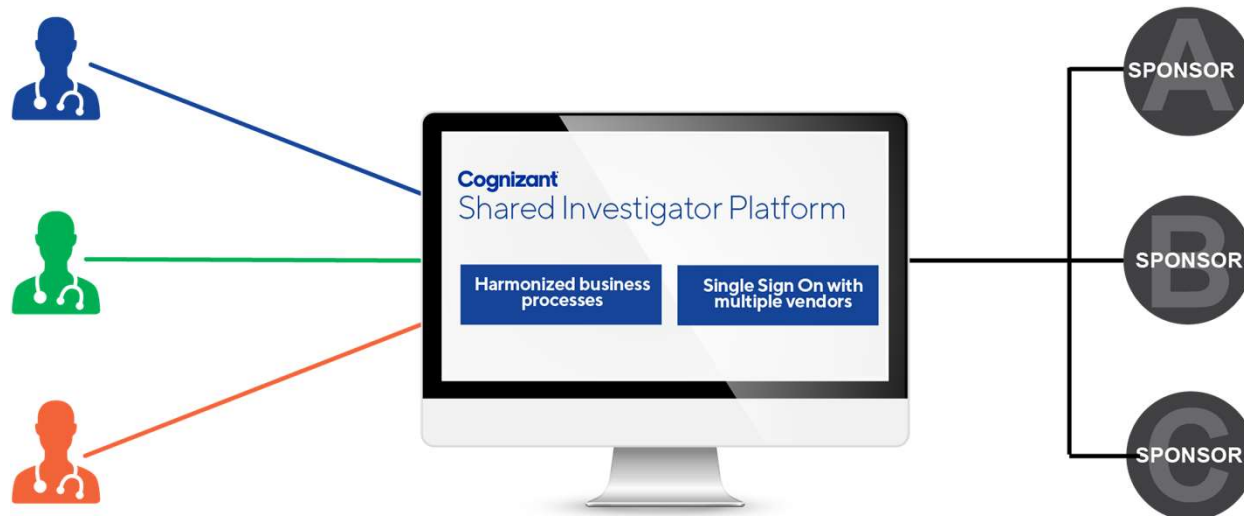 Cognizant
Shared Investigator Platform
Harmonized business
processes
Single Sign On with
multiple vendors
A
SPONSOR
B
SPONSOR
C
SPONSOR